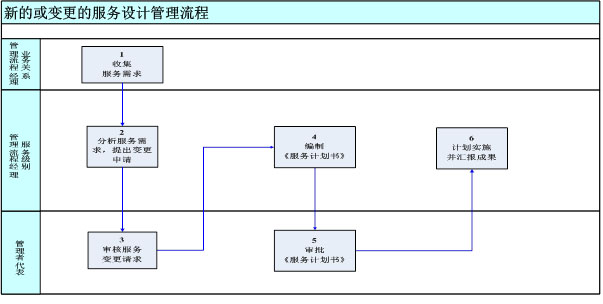 新的或变更的服务设计管理流程
业务关系
管理流程经理
1
收集
服务需求
服务级别
管理流程经理
2
分析服务需
求，提出变更
申请
4
编制
《服务计划书》
6
计划实施
并汇报成果
管理者代表
3
审核服务
变更请求
5
审批
《服务计划书》